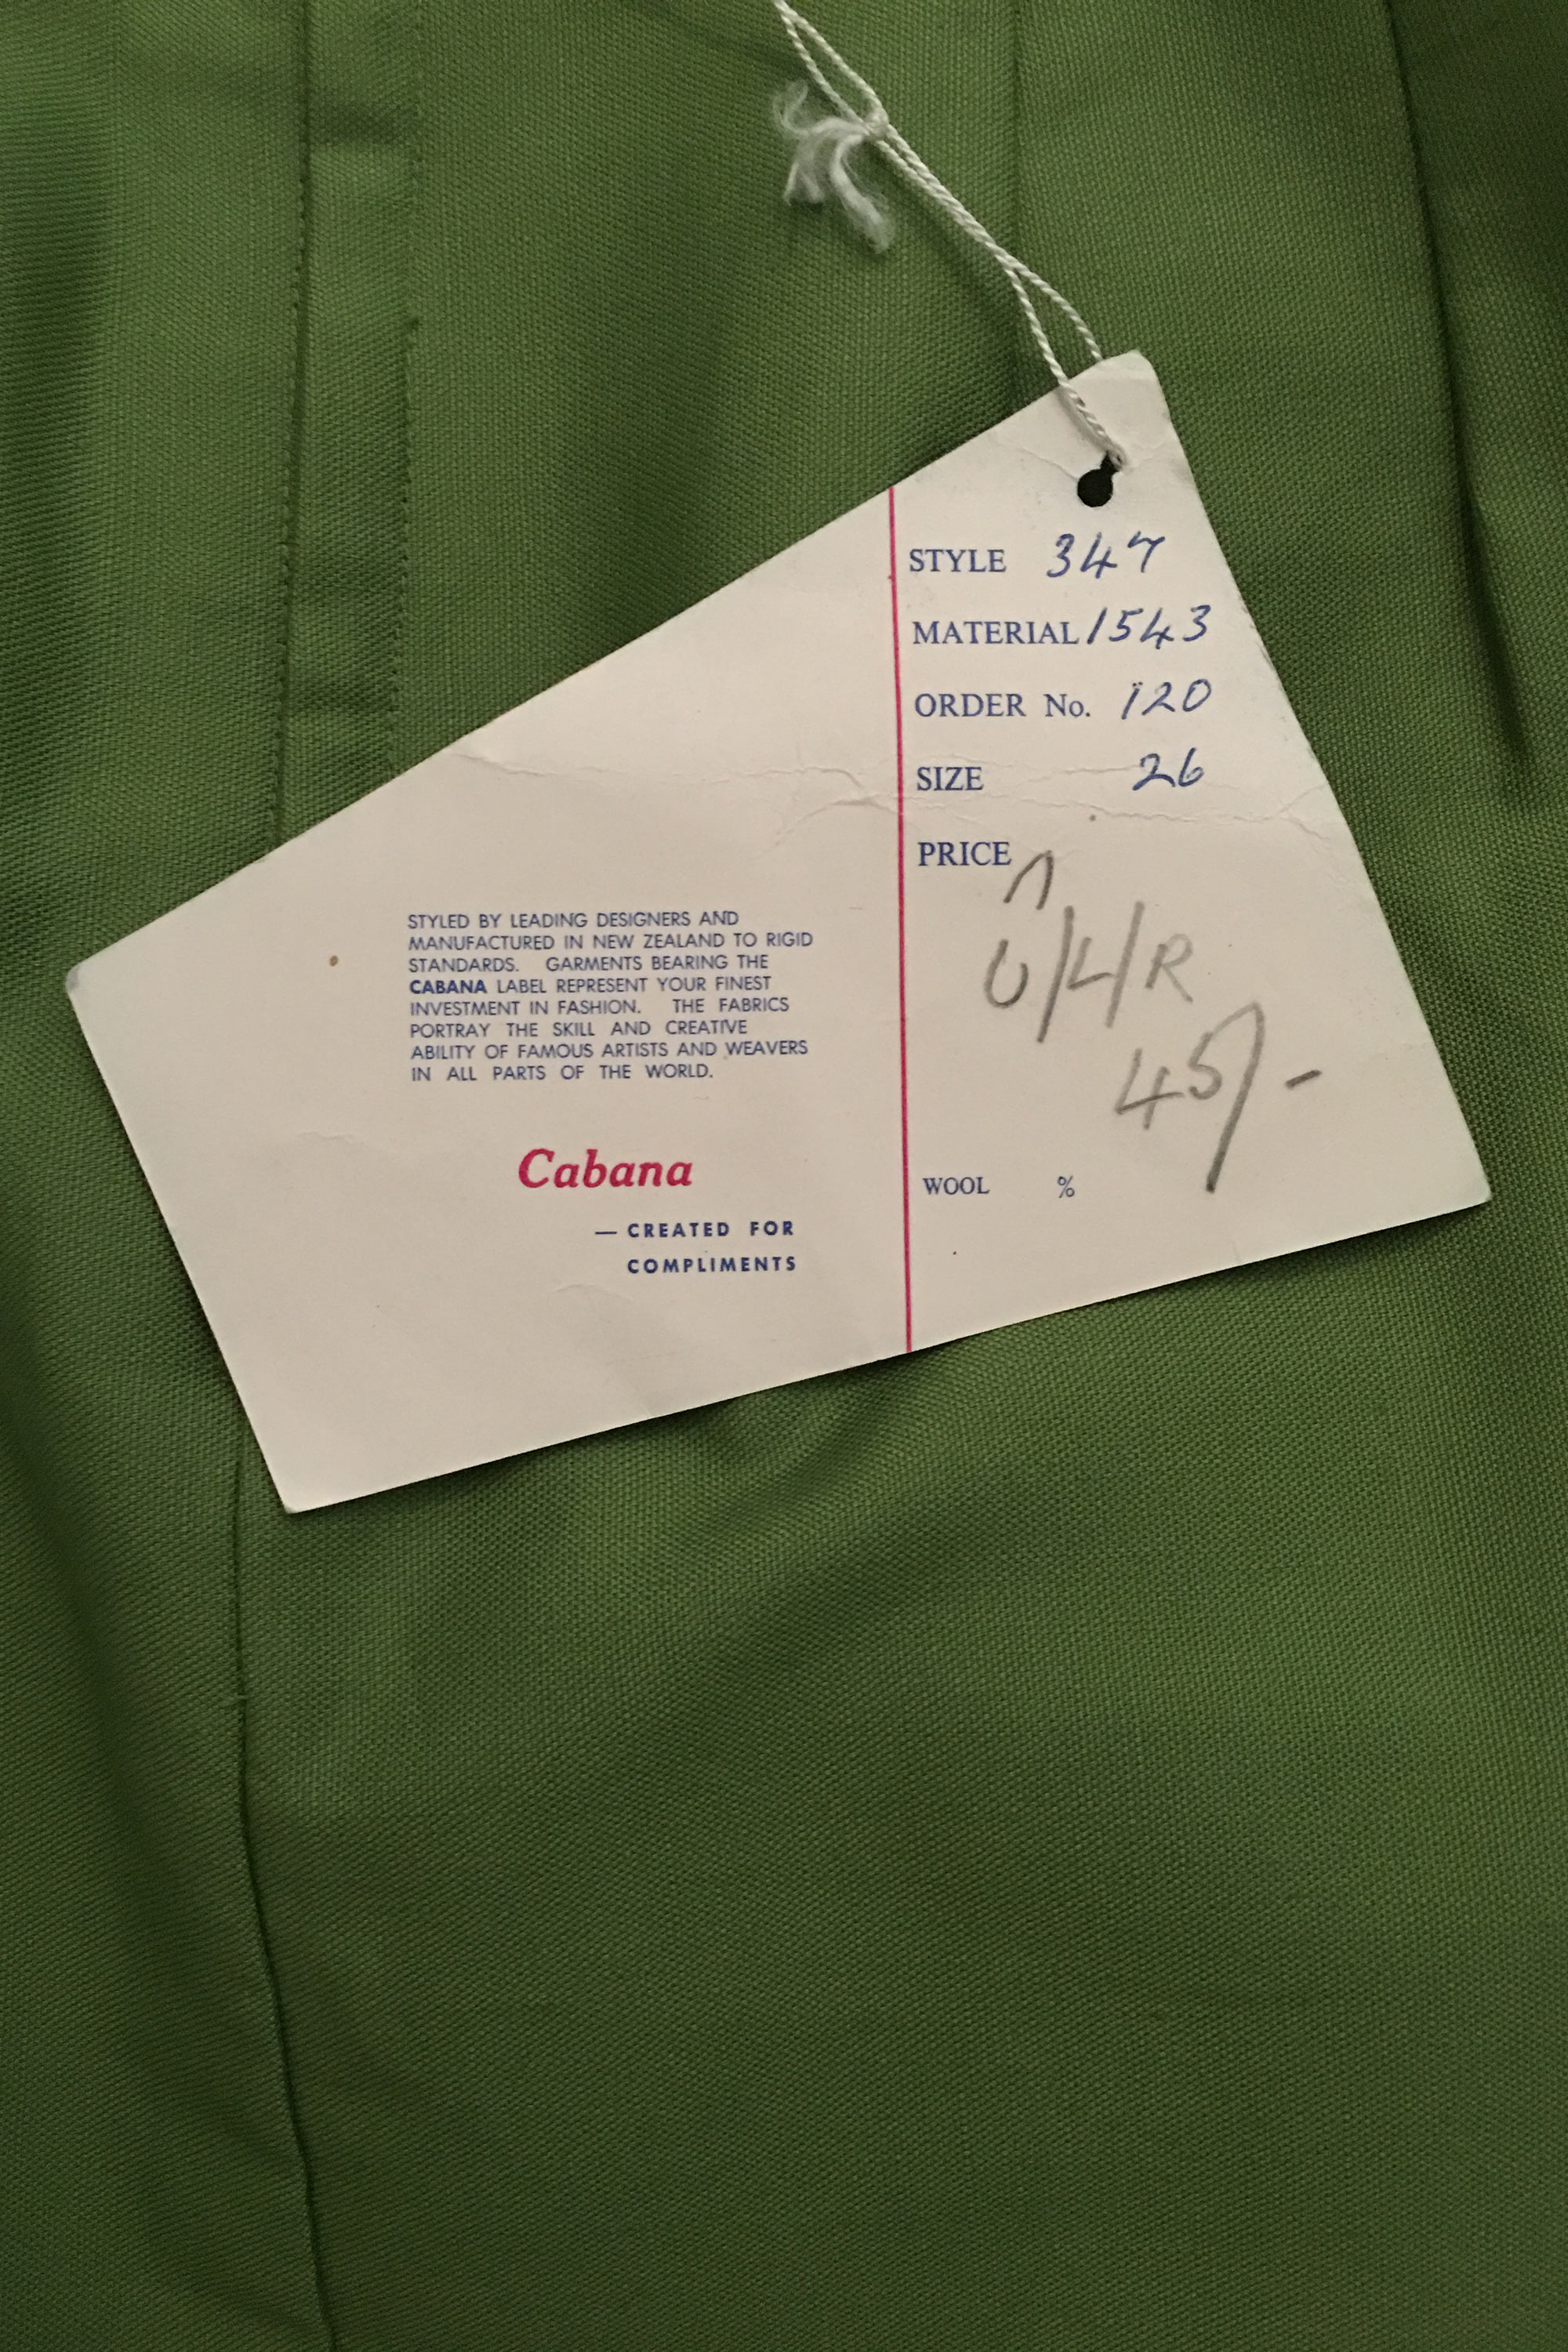 STYLE 347
MATERIAL 1543
ORDER No. 120
SIZE 26
PRICE
U/L/R
45/-
WOOL %
STYLED BY LEADING DESIGNERS AND
MANUFACTURED IN NEW ZEALAND TO RIGID
STANDARDS. GARMENTS BEARING THE
CABANA LABEL REPRESENT YOUR FINEST
INVESTMENT IN FASHION. THE FABRICS
PORTRAY THE SKILL AND CREATIVE
ABILITY OF FAMOUS ARTISTS AND WEAVERS
IN ALL PARTS OF THE WORLD.
Cabana
— CREATED FOR
COMPLIMENTS